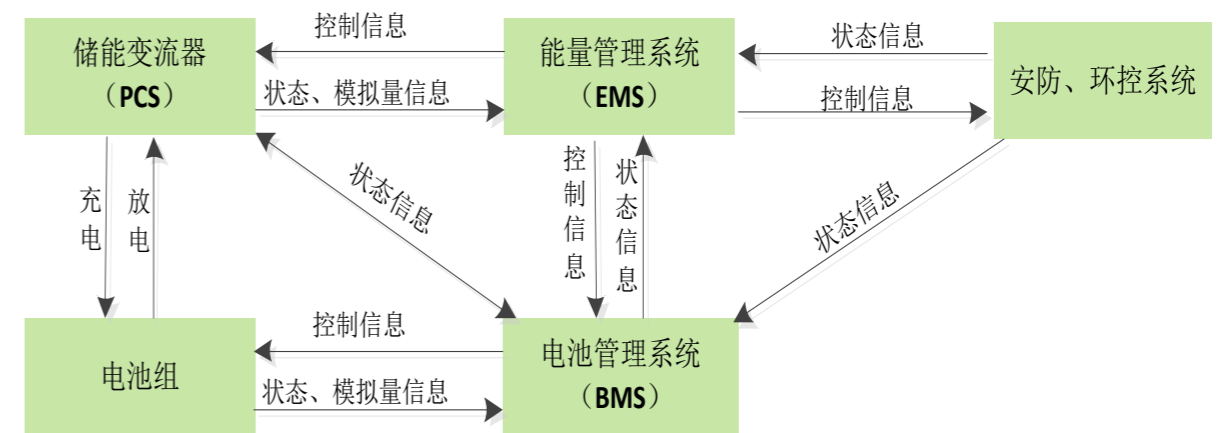 储能变流器
（PCS）
控制信息
状态、模拟量信息
能量管理系统
（EMS）
状态信息
控制信息
安防、环控系统
充电
放电
状态信息
控制信息
状态信息
状态信息
电池组
控制信息
状态、模拟量信息
电池管理系统
（BMS）